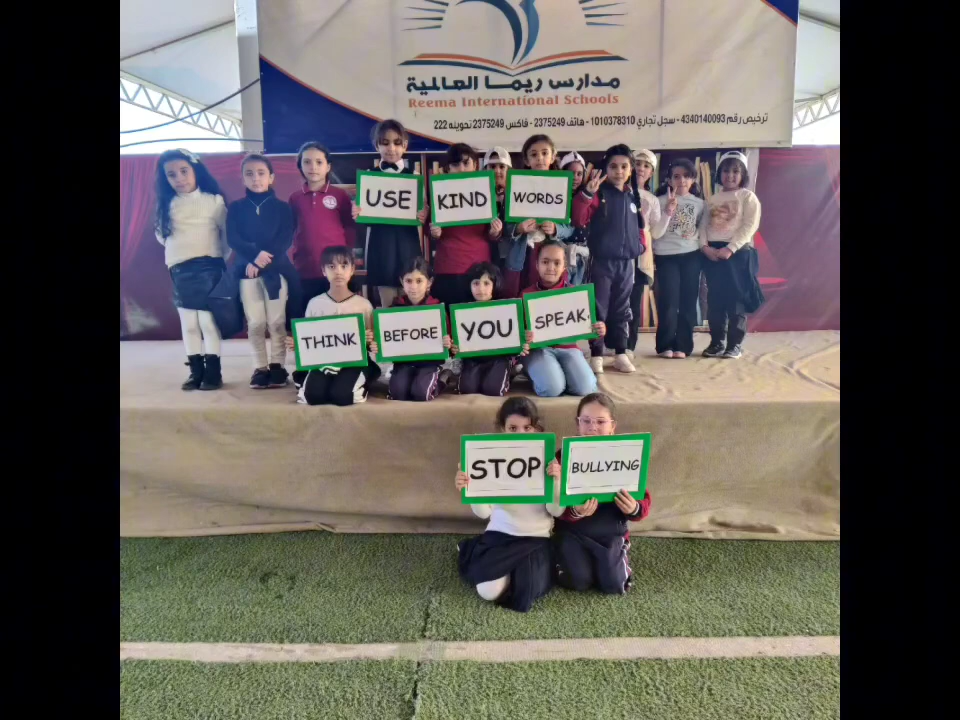 مدارس ريما العالمية
Reema International Schools
ترخيص رقم 4340140093 - سجل تجاري 1010378310 - هاتف 2375249 - فاكس 2375249 تحويله 222
USE KIND WORDS
THINK BEFORE YOU SPEAK.
STOP BULLYING